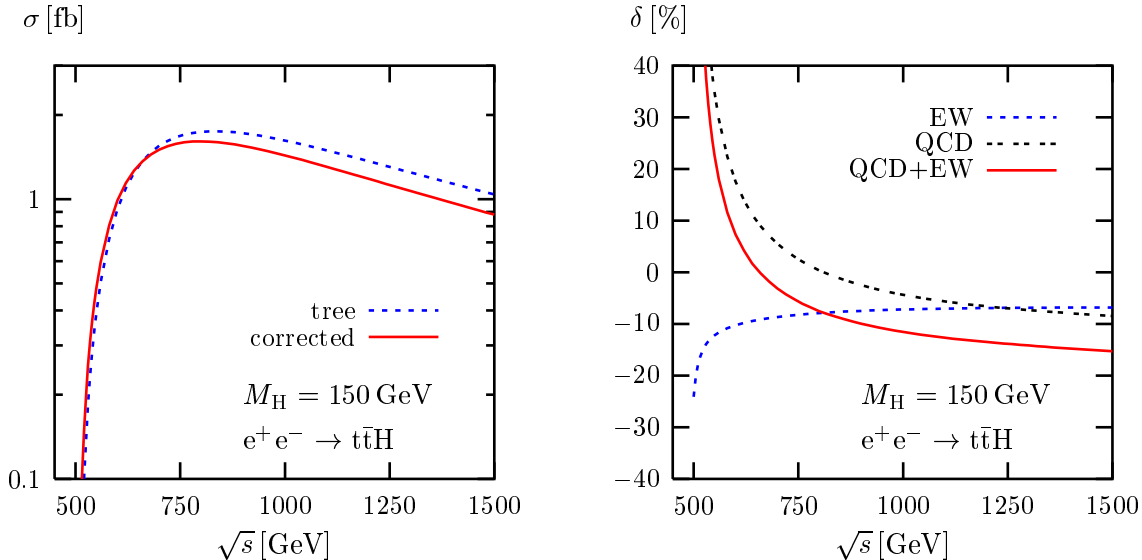 σ [fb]
1
0.1
tree
corrected
M_H = 150 GeV
e⁺e⁻ → tt̄H
500 750 1000 1250 1500
√s [GeV]
δ [%]
40
30
20
10
0
−10
−20
−30
−40
EW
QCD
QCD+EW
M_H = 150 GeV
e⁺e⁻ → tt̄H
500 750 1000 1250 1500
√s [GeV]